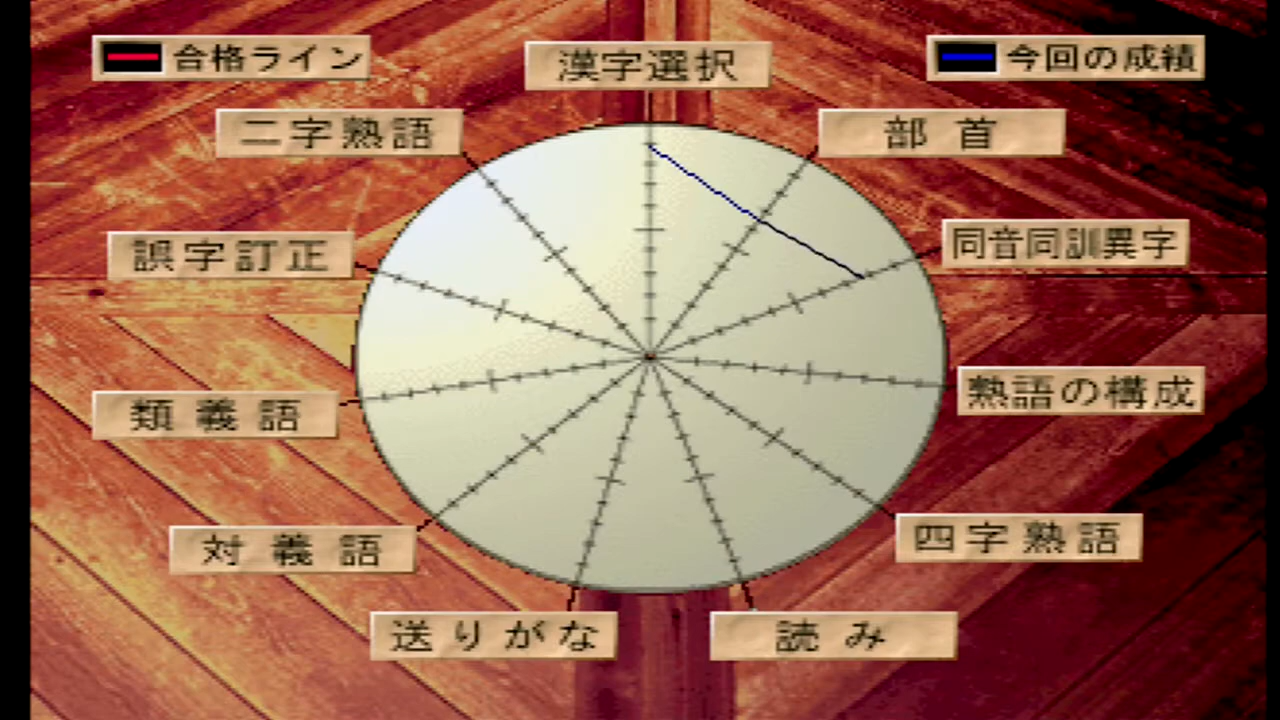 合格ライン
漢字選択
今回の成績
二字熟語
部首
誤字訂正
同音同訓異字
類義語
熟語の構成
対義語
四字熟語
送りがな
読み